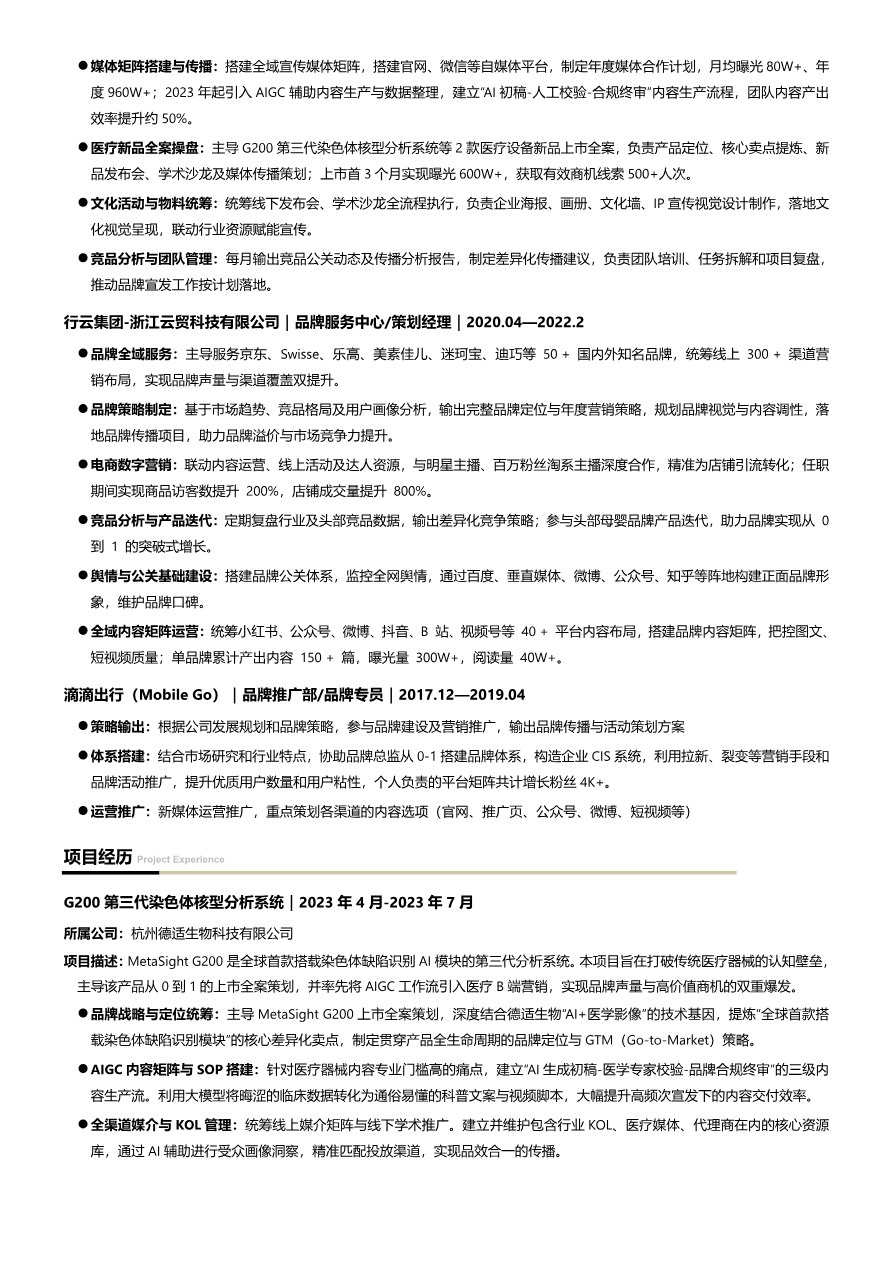 ●媒体矩阵搭建与传播：搭建全域宣传媒体矩阵，搭建官网、微信等自媒体平台，制定年度媒体合作计划，月均曝光 80W+、年
度 960W+；2023 年起引入 AIGC 辅助内容生产与数据整理，建立“AI 初稿-人工校验-合规终审”内容生产流程，团队内容产出
效率提升约 50%。
●医疗新品全案操盘：主导 G200 第三代染色体核型分析系统等 2 款医疗设备新品上市全案，负责产品定位、核心卖点提炼、新
品发布会、学术沙龙及媒体传播策划；上市首 3 个月实现曝光 600W+，获取有效商机线索 500+人次。
●文化活动与物料统筹：统筹线下发布会、学术沙龙全流程执行，负责企业海报、画册、文化墙、IP 宣传视觉设计制作，落地文
化视觉呈现，联动行业资源赋能宣传。
●竞品分析与团队管理：每月输出竞品公关动态及传播分析报告，制定差异化传播建议，负责团队培训、任务拆解和项目复盘，
推动品牌宣发工作按计划落地。
行云集团-浙江云贸科技有限公司｜品牌服务中心/策划经理｜2020.04—2022.2
●品牌全域服务：主导服务京东、Swisse、乐高、美素佳儿、迷珂宝、迪巧等 50 + 国内外知名品牌，统筹线上 300 + 渠道营
销布局，实现品牌声量与渠道覆盖双提升。
●品牌策略制定：基于市场趋势、竞品格局及用户画像分析，输出完整品牌定位与年度营销策略，规划品牌视觉与内容调性，落
地品牌传播项目，助力品牌溢价与市场竞争力提升。
●电商数字营销：联动内容运营、线上活动及达人资源，与明星主播、百万粉丝淘系主播深度合作，精准为店铺引流转化；任职
期间实现商品访客数提升 200%，店铺成交量提升 800%。
●竞品分析与产品迭代：定期复盘行业及头部竞品数据，输出差异化竞争策略；参与头部母婴品牌产品迭代，助力品牌实现从 0
到 1 的突破式增长。
●舆情与公关基础建设：搭建品牌公关体系，监控全网舆情，通过百度、垂直媒体、微博、公众号、知乎等阵地构建正面品牌形
象，维护品牌口碑。
●全域内容矩阵运营：统筹小红书、公众号、微博、抖音、B 站、视频号等 40 + 平台内容布局，搭建品牌内容矩阵，把控图文、
短视频质量；单品牌累计产出内容 150 + 篇，曝光量 300W+，阅读量 40W+。
滴滴出行（Mobile Go）｜品牌推广部/品牌专员｜2017.12—2019.04
●策略输出：根据公司发展规划和品牌策略，参与品牌建设及营销推广，输出品牌传播与活动策划方案
●体系搭建：结合市场研究和行业特点，协助品牌总监从 0-1 搭建品牌体系，构造企业 CIS 系统，利用拉新、裂变等营销手段和
品牌活动推广，提升优质用户数量和用户粘性，个人负责的平台矩阵共计增长粉丝 4K+。
●运营推广：新媒体运营推广，重点策划各渠道的内容选项（官网、推广页、公众号、微博、短视频等）
项目经历 Project Experience
G200 第三代染色体核型分析系统｜2023 年 4 月-2023 年 7 月
所属公司：杭州德适生物科技有限公司
项目描述：MetaSight G200 是全球首款搭载染色体缺陷识别 AI 模块的第三代分析系统。本项目旨在打破传统医疗器械的认知壁垒，
主导该产品从 0 到 1 的上市全案策划，并率先将 AIGC 工作流引入医疗 B 端营销，实现品牌声量与高价值商机的双重爆发。
●品牌战略与定位统筹：主导 MetaSight G200 上市全案策划，深度结合德适生物“AI+医学影像”的技术基因，提炼“全球首款搭
载染色体缺陷识别模块”的核心差异化卖点，制定贯穿产品全生命周期的品牌定位与 GTM（Go-to-Market）策略。
●AIGC 内容矩阵与 SOP 搭建：针对医疗器械内容专业门槛高的痛点，建立“AI 生成初稿-医学专家校验-品牌合规终审”的三级内
容生产流。利用大模型将晦涩的临床数据转化为通俗易懂的科普文案与视频脚本，大幅提升高频次宣发下的内容交付效率。
●全渠道媒介与 KOL 管理：统筹线上媒介矩阵与线下学术推广。建立并维护包含行业 KOL、医疗媒体、代理商在内的核心资源
库，通过 AI 辅助进行受众画像洞察，精准匹配投放渠道，实现品效合一的传播。